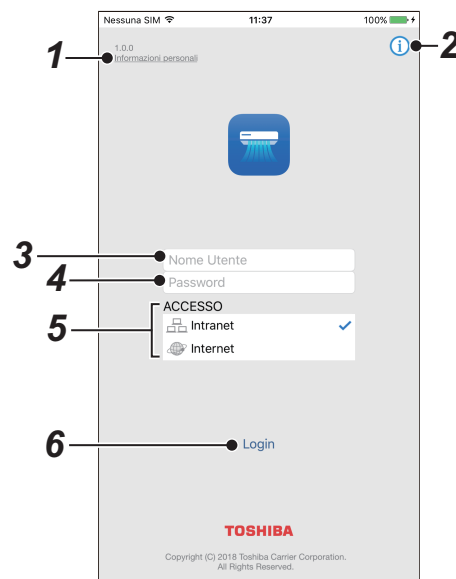 Nessuna SIM 11:37 100%
1.0.0
1 Informazioni personali
2
3 Nome Utente
4 Password
ACCESSO
5 Intranet
Internet
6 Login
TOSHIBA
Copyright (C) 2018 Toshiba Carrier Corporation.
All Rights Reserved.